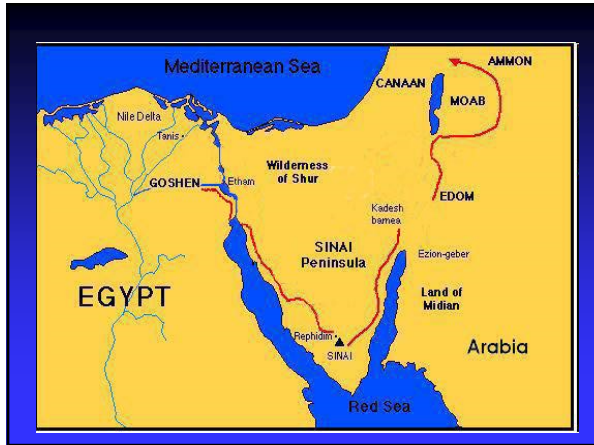 Mediterranean Sea
AMMON
CANAAN
MOAB
Nile Delta
Tanis
Wilderness
of Shur
GOSHEN
Etham
EDOM
Kadesh
barnea
SINAI
Peninsula
Ezion-geber
EGYPT
Land of
Midian
Rephidim
SINAI
Arabia
Red Sea